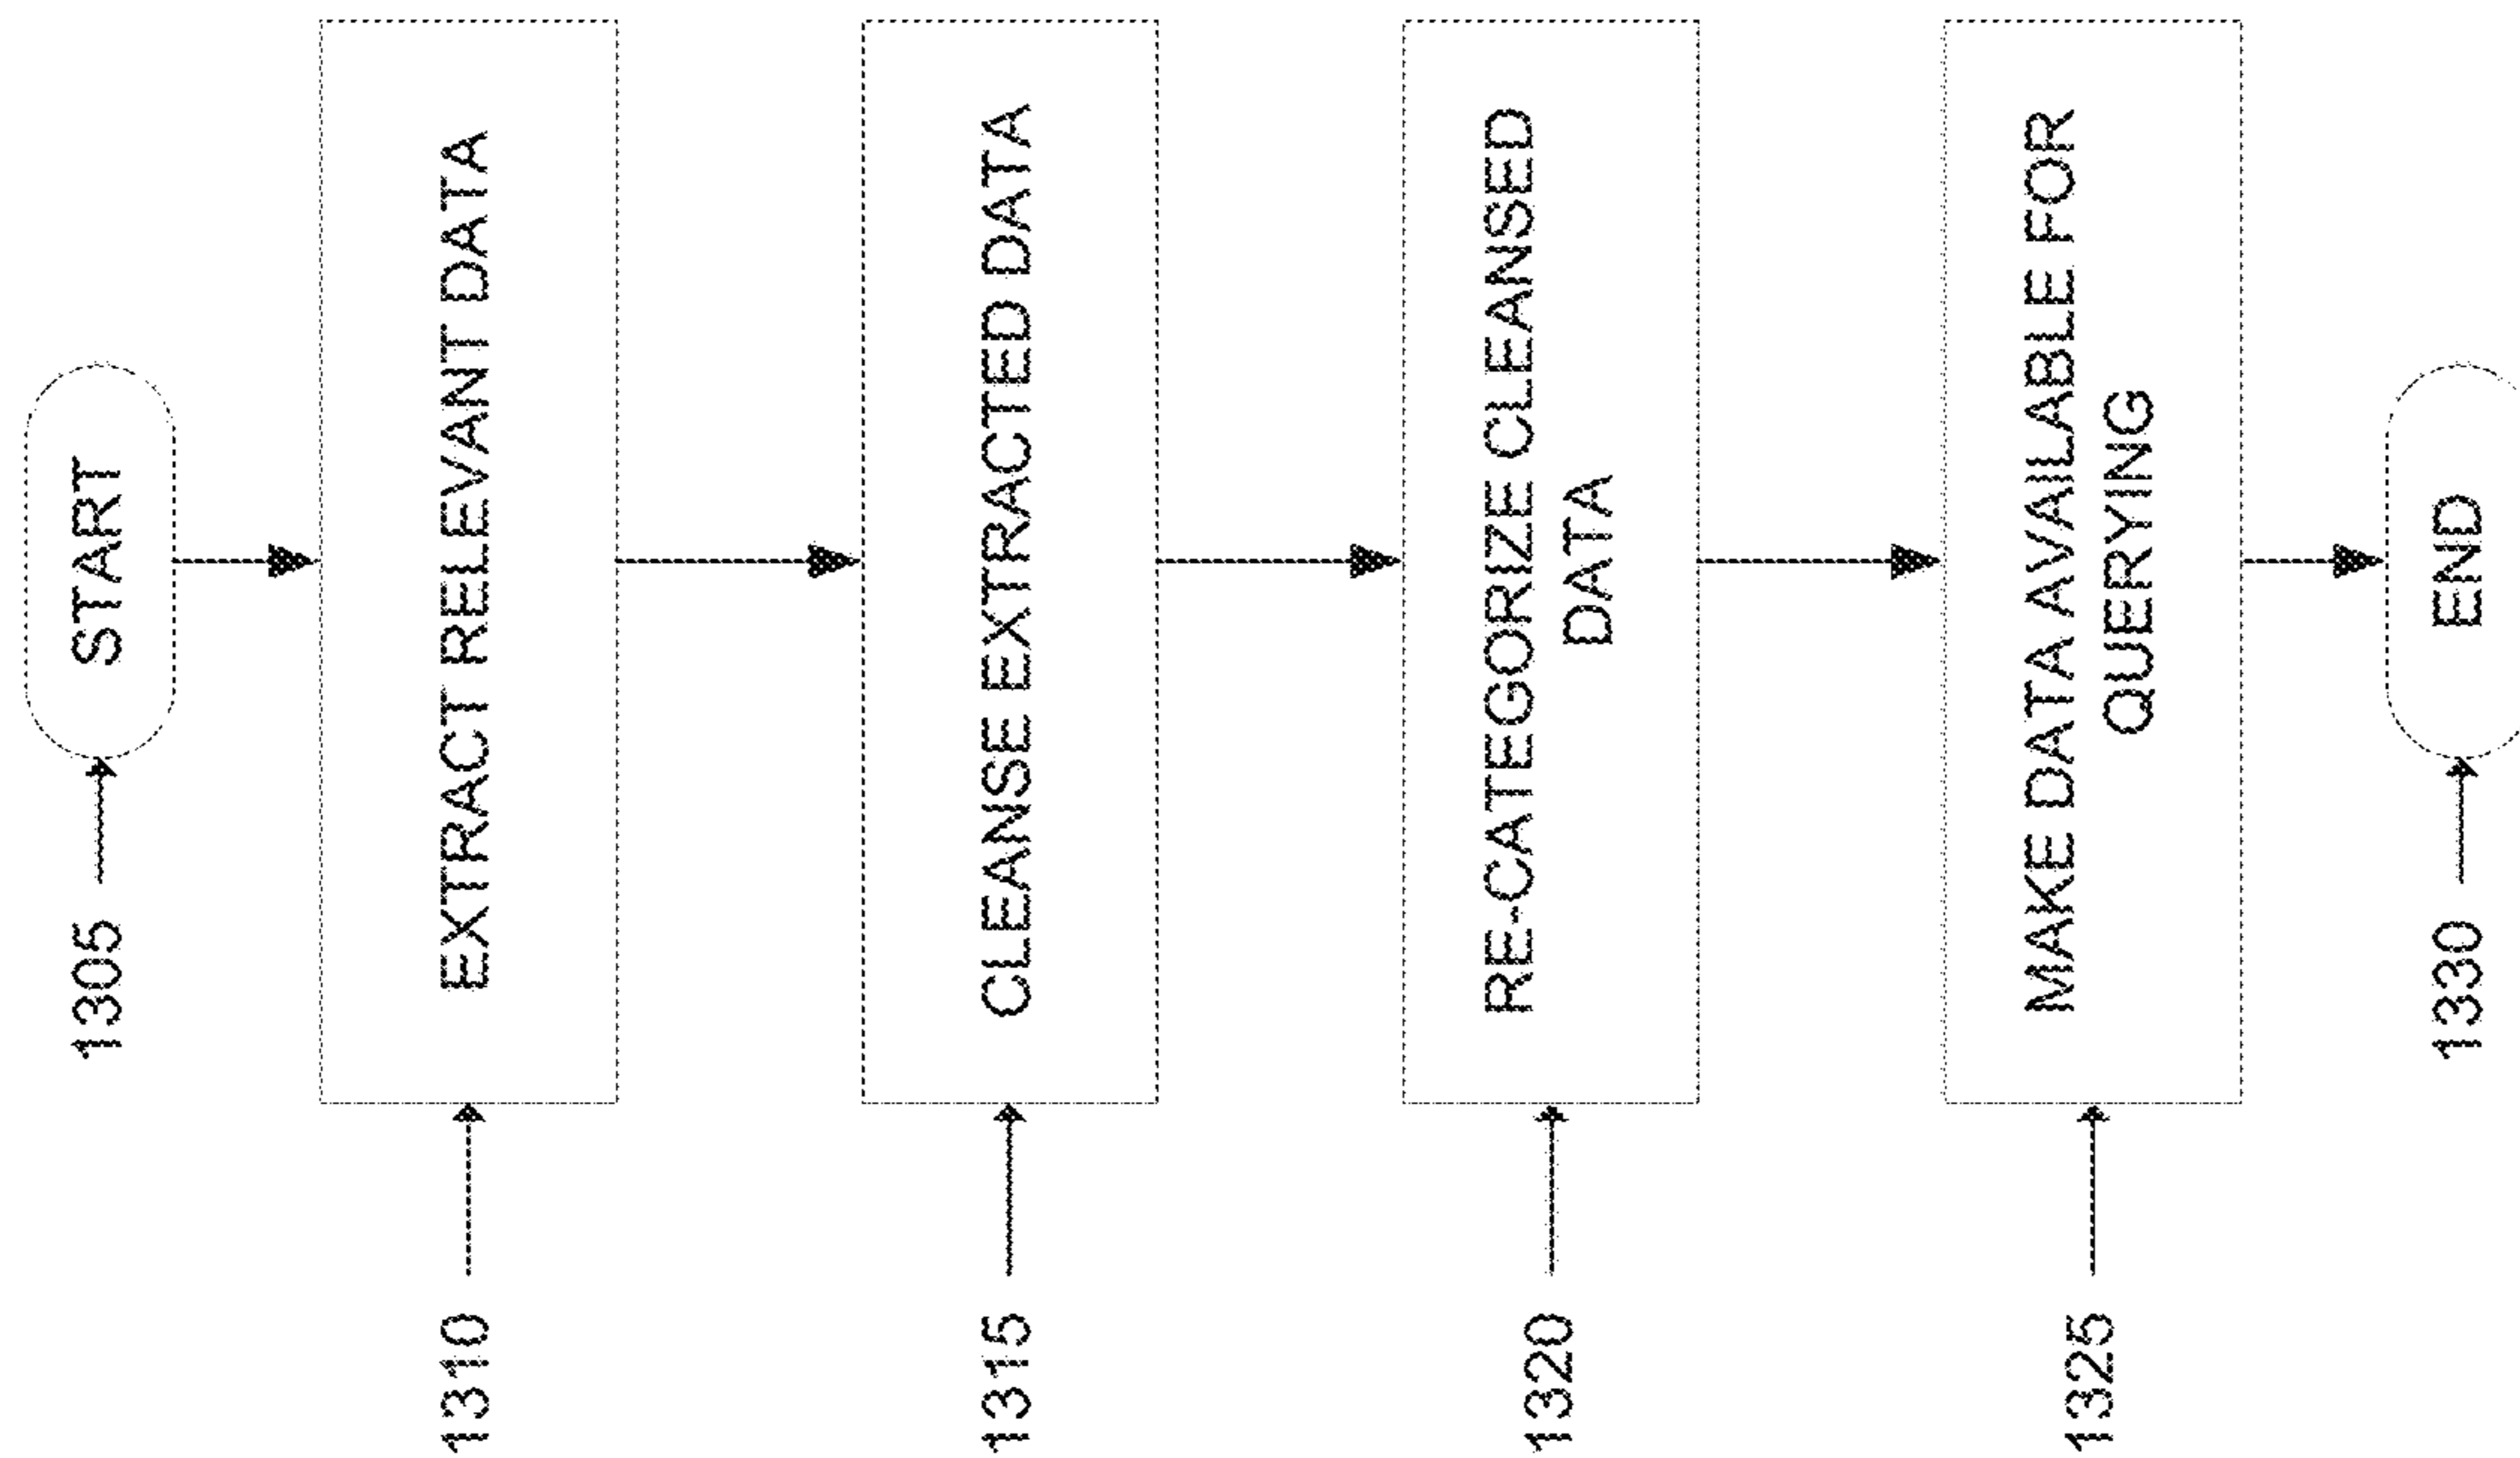 1305
START
1310
EXTRACT RELEVANT DATA
1315
CLEANSE EXTRACTED DATA
1320
RE-CATEGORIZE CLEANSED
DATA
1325
MAKE DATA AVAILABLE FOR
QUERYING
1330
END